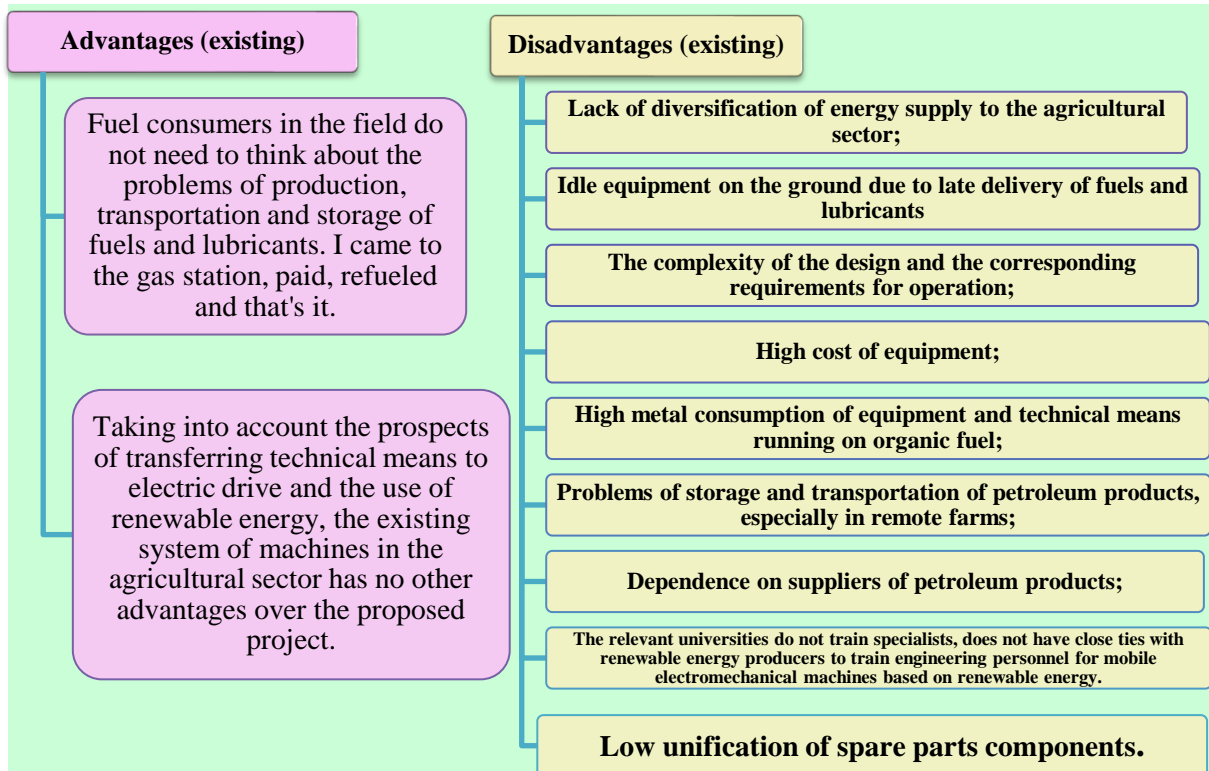 Advantages (existing)
Fuel consumers in the field do
not need to think about the
problems of production,
transportation and storage of
fuels and lubricants. I came to
the gas station, paid, refueled
and that's it.
Taking into account the prospects
of transferring technical means to
electric drive and the use of
renewable energy, the existing
system of machines in the
agricultural sector has no other
advantages over the proposed
project.
Disadvantages (existing)
Lack of diversification of energy supply to the agricultural
sector;
Idle equipment on the ground due to late delivery of fuels and
lubricants
The complexity of the design and the corresponding
requirements for operation;
High cost of equipment;
High metal consumption of equipment and technical means
running on organic fuel;
Problems of storage and transportation of petroleum products,
especially in remote farms;
Dependence on suppliers of petroleum products;
The relevant universities do not train specialists, does not have close ties with
renewable energy producers to train engineering personnel for mobile
electromechanical machines based on renewable energy.
Low unification of spare parts components.